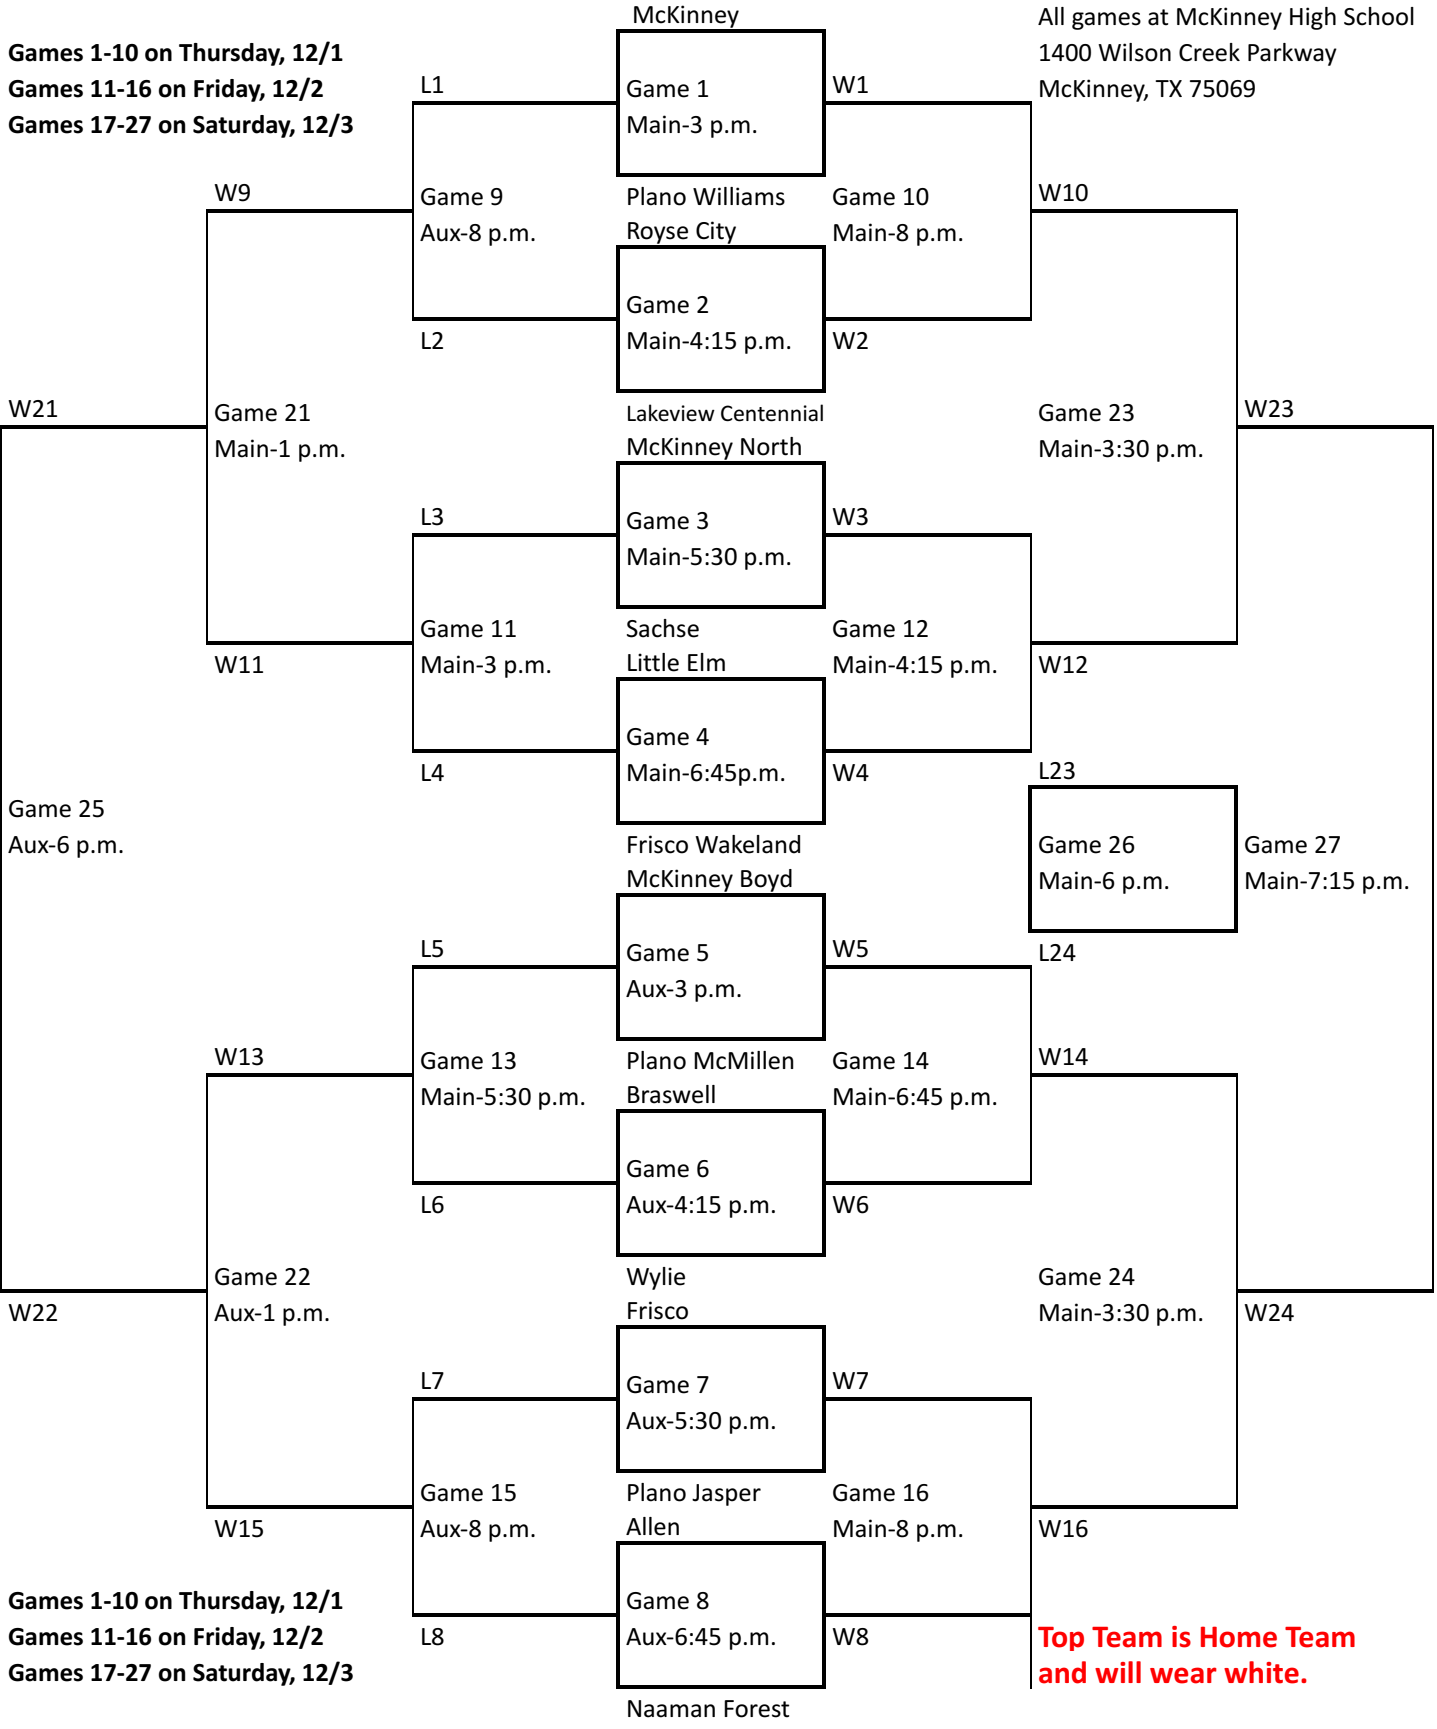 McKinney
All games at McKinney High School
Games 1-10 on Thursday, 12/1
1400 Wilson Creek Parkway
Games 11-16 on Friday, 12/2
L1
Game 1
W1
McKinney, TX 75069
Games 17-27 on Saturday, 12/3
Main-3 p.m.
W9
Game 9
Plano Williams
Game 10
W10
Aux-8 p.m.
Royse City
Main-8 p.m.
Game 2
L2
Main-4:15 p.m.
W2
W21
Game 21
Lakeview Centennial
Game 23
W23
Main-1 p.m.
McKinney North
Main-3:30 p.m.
L3
Game 3
W3
Main-5:30 p.m.
Game 11
Sachse
Game 12
W11
Main-3 p.m.
Little Elm
Main-4:15 p.m.
W12
Game 4
L4
Main-6:45p.m.
W4
L23
Game 25
Aux-6 p.m.
Frisco Wakeland
Game 26
Game 27
McKinney Boyd
Main-6 p.m.
Main-7:15 p.m.
L5
Game 5
W5
L24
Aux-3 p.m.
W13
Game 13
Plano McMillen
Game 14
W14
Main-5:30 p.m.
Braswell
Main-6:45 p.m.
Game 6
L6
Aux-4:15 p.m.
W6
Game 22
Wylie
Game 24
W22
Aux-1 p.m.
Frisco
Main-3:30 p.m.
W24
L7
Game 7
W7
Aux-5:30 p.m.
Game 15
Plano Jasper
Game 16
W15
Aux-8 p.m.
Allen
Main-8 p.m.
W16
Games 1-10 on Thursday, 12/1
Game 8
Games 11-16 on Friday, 12/2
L8
Aux-6:45 p.m.
W8
Top Team is Home Team
Games 17-27 on Saturday, 12/3
and will wear white.
Naaman Forest